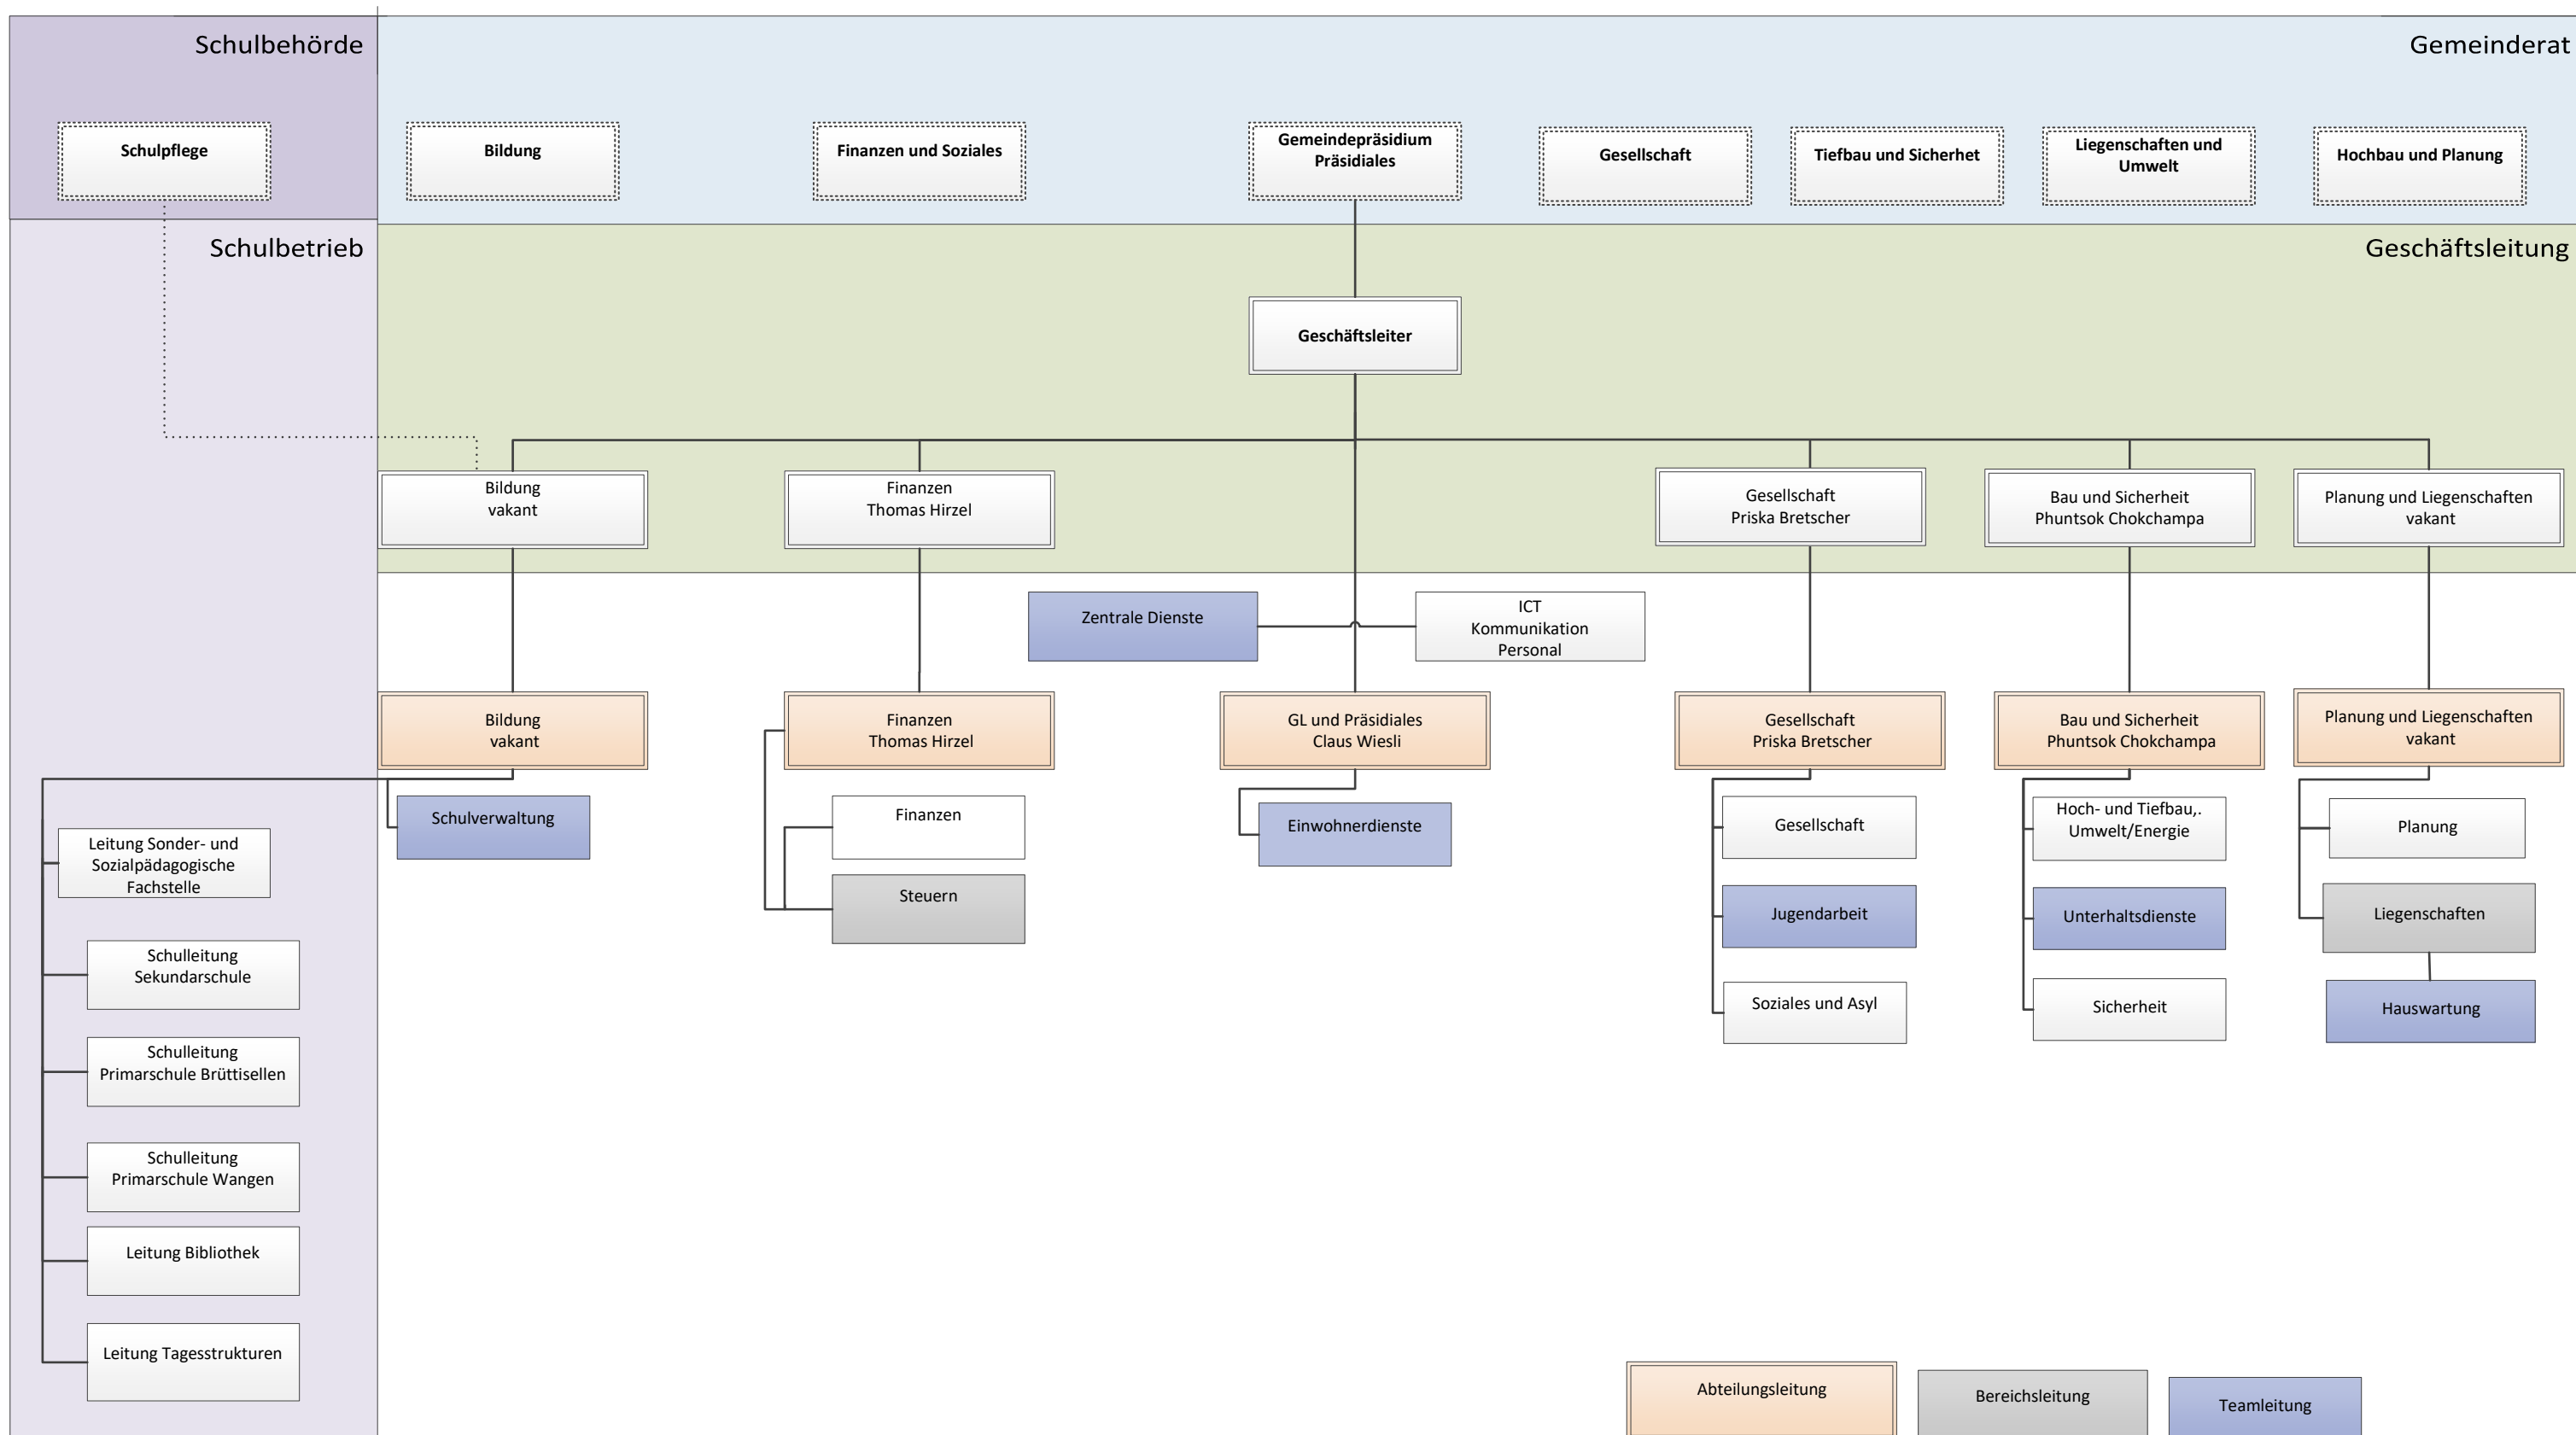 Schulbehörde
Gemeinderat
Schulpflege
Bildung
Finanzen und Soziales
Gemeindepräsidium
Präsidiales
Gesellschaft
Tiefbau und Sicherhet
Liegenschaften und
Umwelt
Hochbau und Planung
Schulbetrieb
Geschäftsleitung
Geschäftsleiter
Bildung
vakant
Finanzen
Thomas Hirzel
Gesellschaft
Priska Bretscher
Bau und Sicherheit
Phuntsok Chokchampa
Planung und Liegenschaften
vakant
Zentrale Dienste
ICT
Kommunikation
Personal
Bildung
vakant
Finanzen
Thomas Hirzel
GL und Präsidiales
Claus Wiesli
Gesellschaft
Priska Bretscher
Bau und Sicherheit
Phuntsok Chokchampa
Planung und Liegenschaften
vakant
Leitung Sonder- und
Sozialpädagogische
Fachstelle
Schulleitung
Sekundarschule
Schulleitung
Primarschule Brüttisellen
Schulleitung
Primarschule Wangen
Leitung Bibliothek
Leitung Tagesstrukturen
Schulverwaltung
Finanzen
Steuern
Einwohnerdienste
Gesellschaft
Jugendarbeit
Soziales und Asyl
Hoch- und Tiefbau,.
Umwelt/Energie
Unterhaltsdienste
Sicherheit
Planung
Liegenschaften
Hauswartung
Abteilungsleitung
Bereichsleitung
Teamleitung